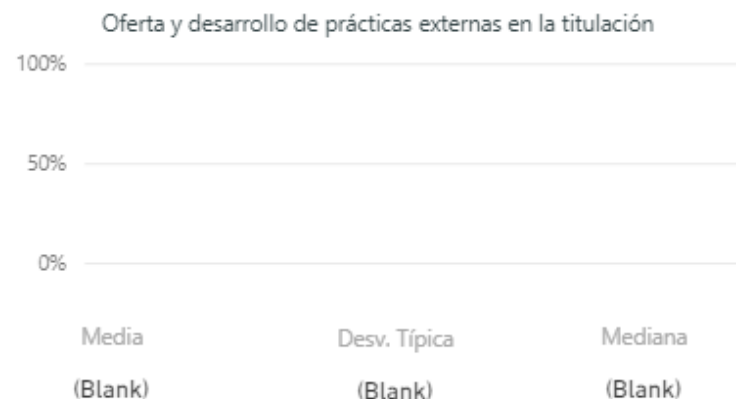 Oferta y desarrollo de prácticas externas en la titulación
100%
50%
0%
Media Desv. Típica Mediana
(Blank) (Blank) (Blank)